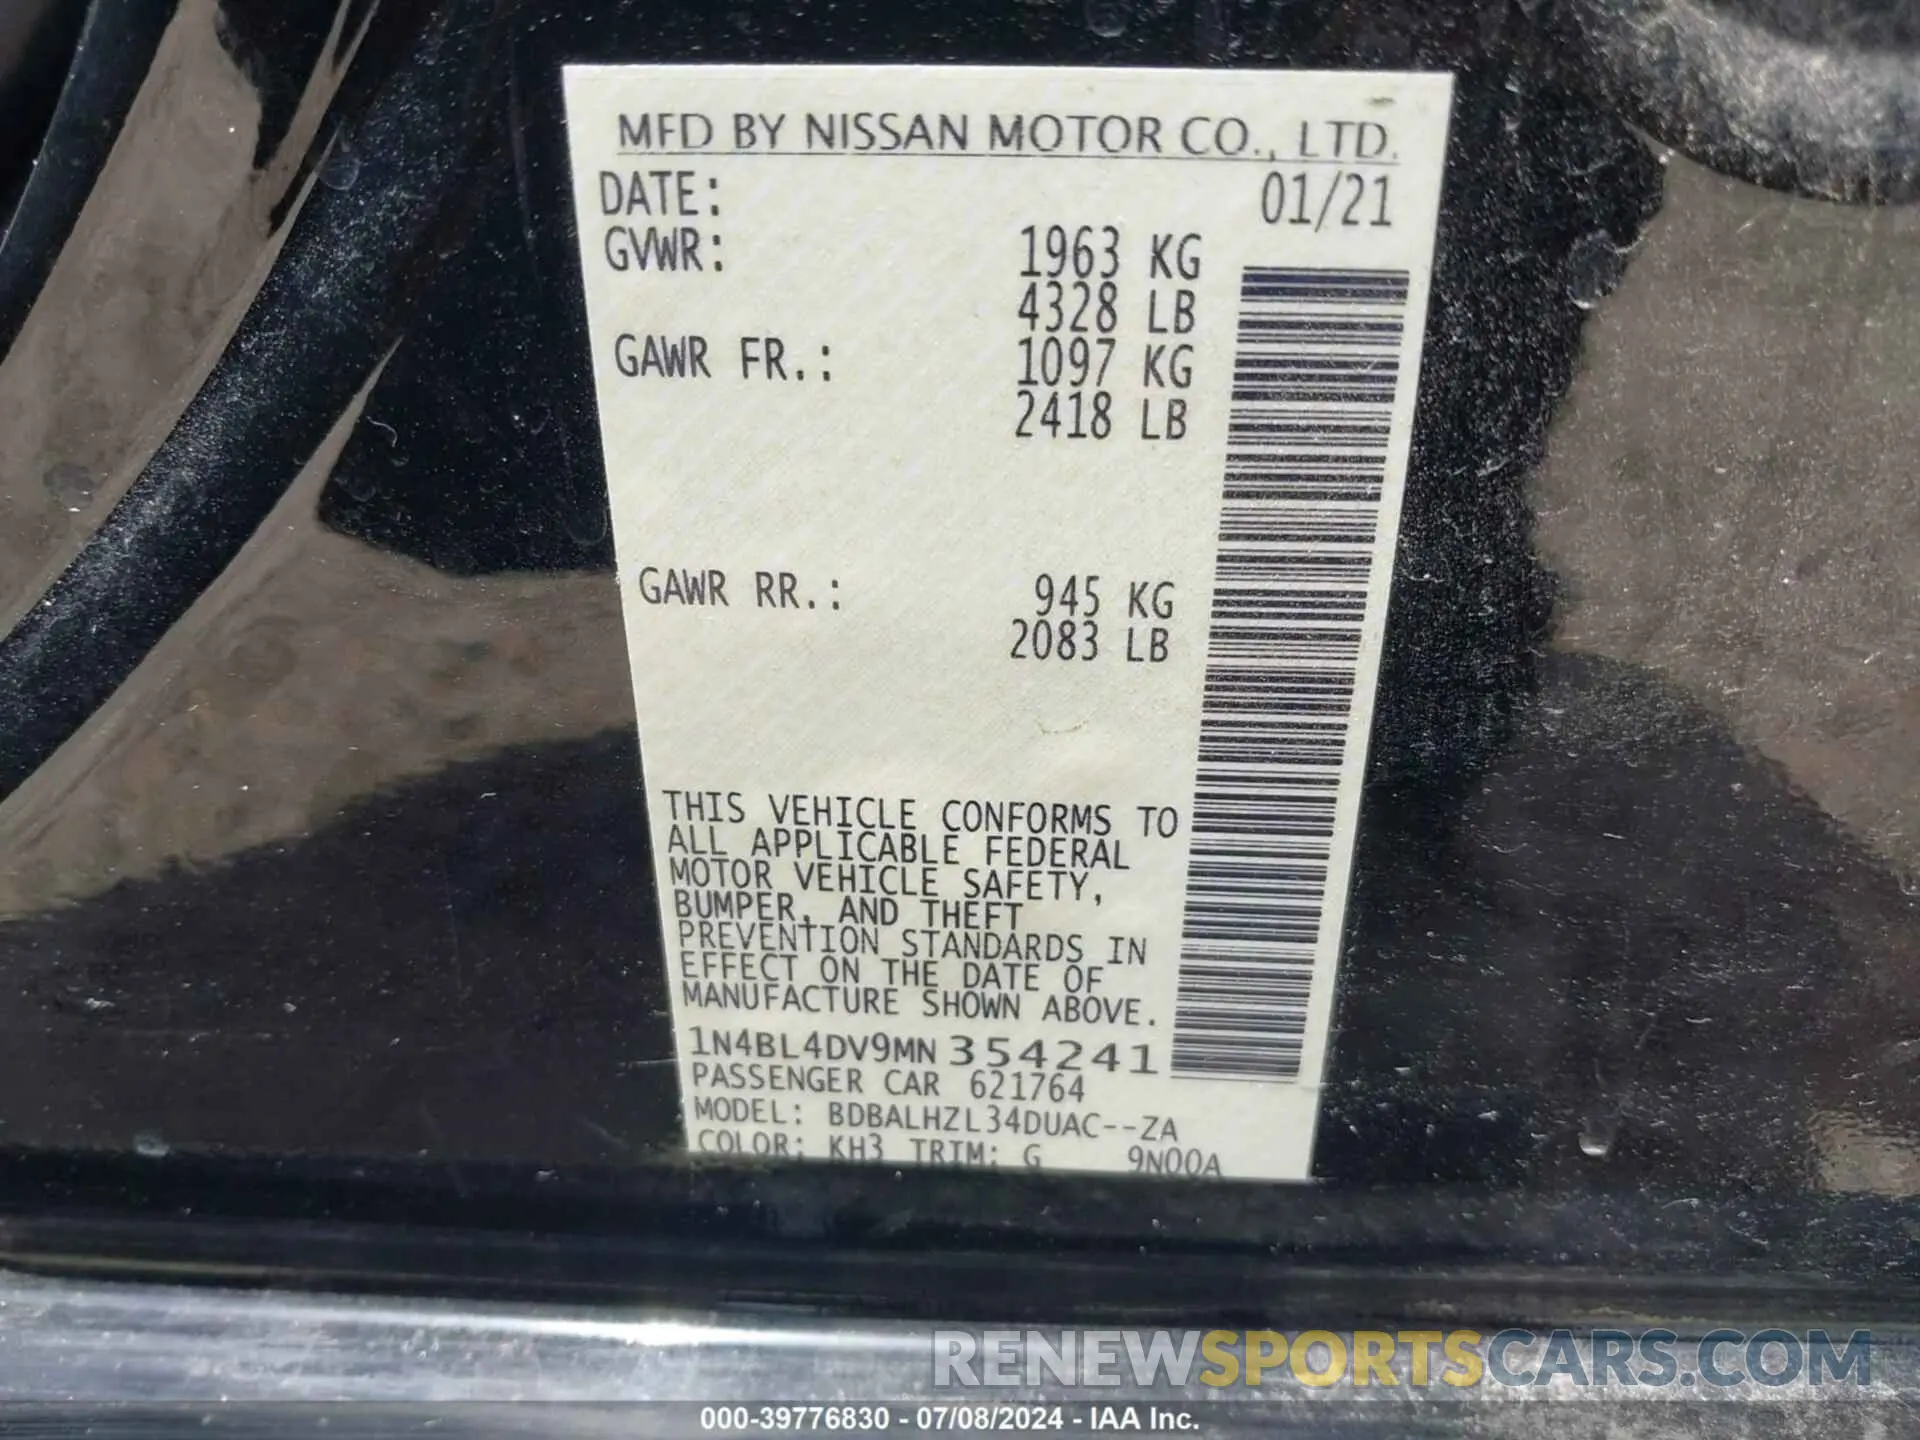 MFD BY NISSAN MOTOR CO., LTD.
DATE: 01/21
GVWR: 1963 KG
4328 LB
GAWR FR.: 1097 KG
2418 LB
GAWR RR.: 945 KG
2083 LB
THIS VEHICLE CONFORMS TO
ALL APPLICABLE FEDERAL
MOTOR VEHICLE SAFETY,
BUMPER, AND THEFT
PREVENTION STANDARDS IN
EFFECT ON THE DATE OF
MANUFACTURE SHOWN ABOVE.
1N4BL4DV9MN354241
PASSENGER CAR 621764
MODEL: BDBALHZL34DUAC--ZA
COLOR: KH3 TRIM: G 9N00A
RENEWSPORTSCARS.COM
000-39776830 - 07/08/2024 - IAA Inc.